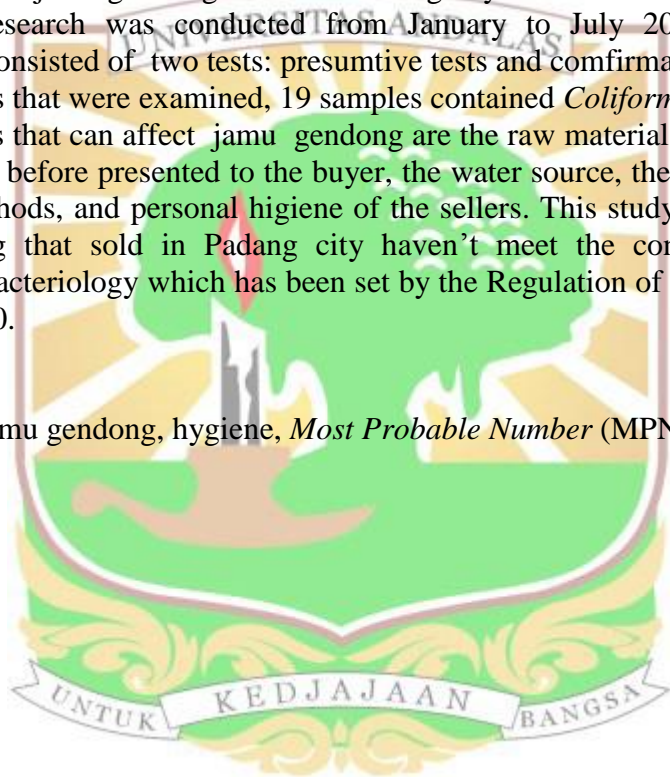 esearch was conducted from January to July 20
UNIVERSITAS ANDALAS
onsisted of two tests: presumtive tests and comfirma
s that were examined, 19 samples contained Coliform
s that can affect jamu gendong are the raw material
before presented to the buyer, the water source, the
hods, and personal higiene of the sellers. This study
g that sold in Padang city haven’t meet the con
acteriology which has been set by the Regulation of
0.
mu gendong, hygiene, Most Probable Number (MPN
UNTUK KEDJAJAAN BANGSA